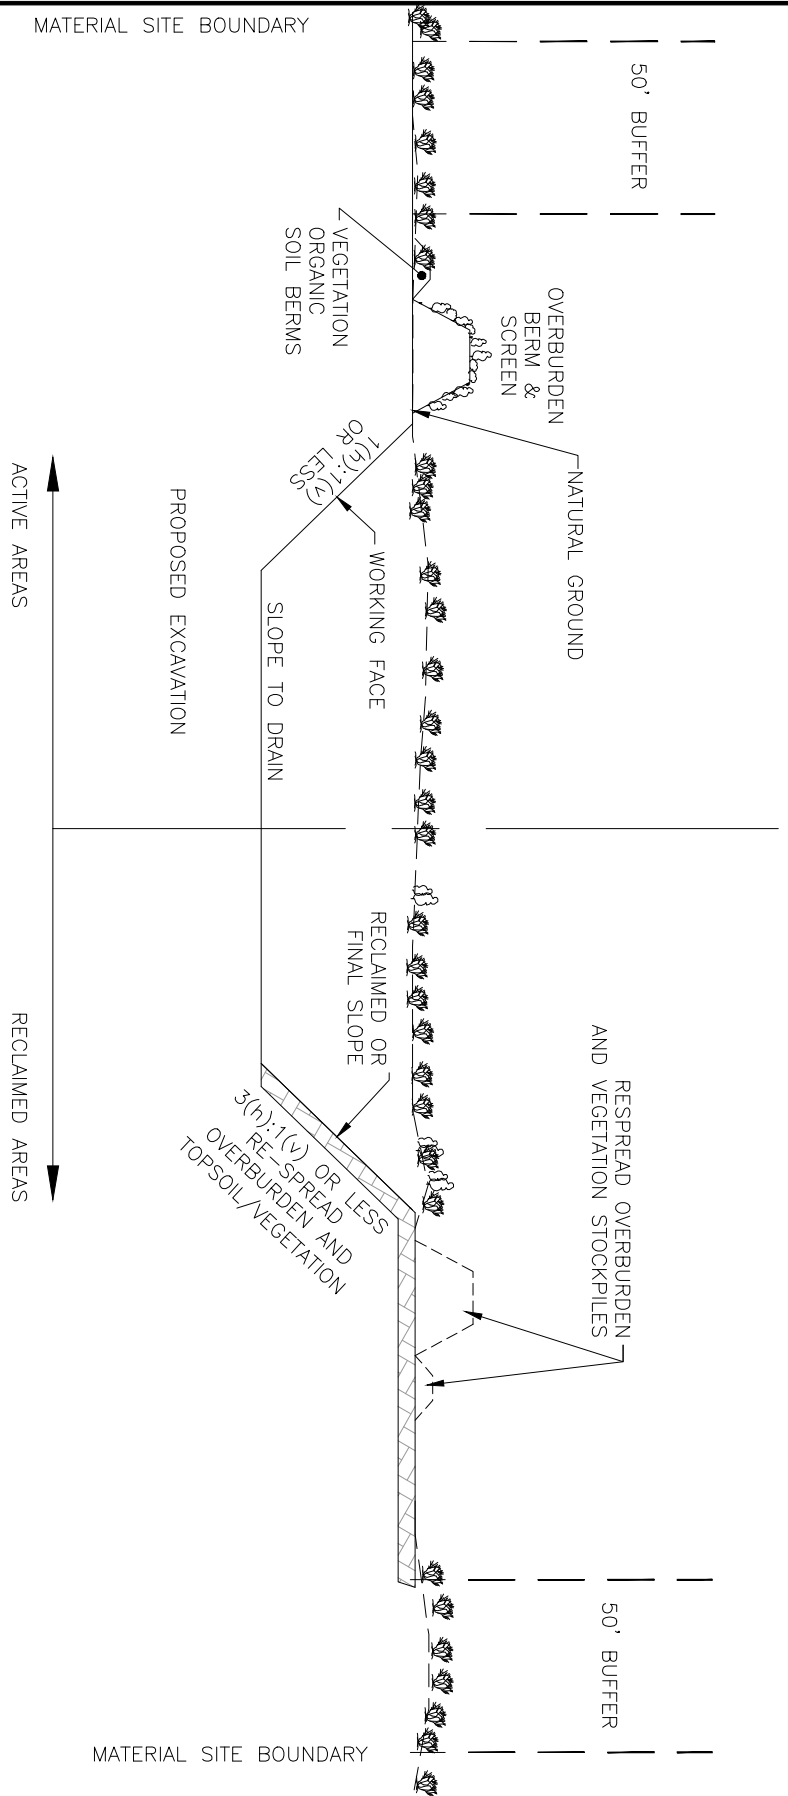 MATERIAL SITE BOUNDARY
50' BUFFER
OVERBURDEN
BERM &
SCREEN
VEGETATION
ORGANIC
SOIL BERMS
NATURAL GROUND
1(h):1(v)
OR LESS
WORKING FACE
SLOPE TO DRAIN
PROPOSED EXCAVATION
ACTIVE AREAS
RECLAIMED AREAS
RECLAIMED OR
FINAL SLOPE
3(h):1(v) OR LESS
RE-SPREAD
OVERBURDEN AND
TOPSOIL/VEGETATION
RESPREAD OVERBURDEN
AND VEGETATION STOCKPILES
50' BUFFER
MATERIAL SITE BOUNDARY